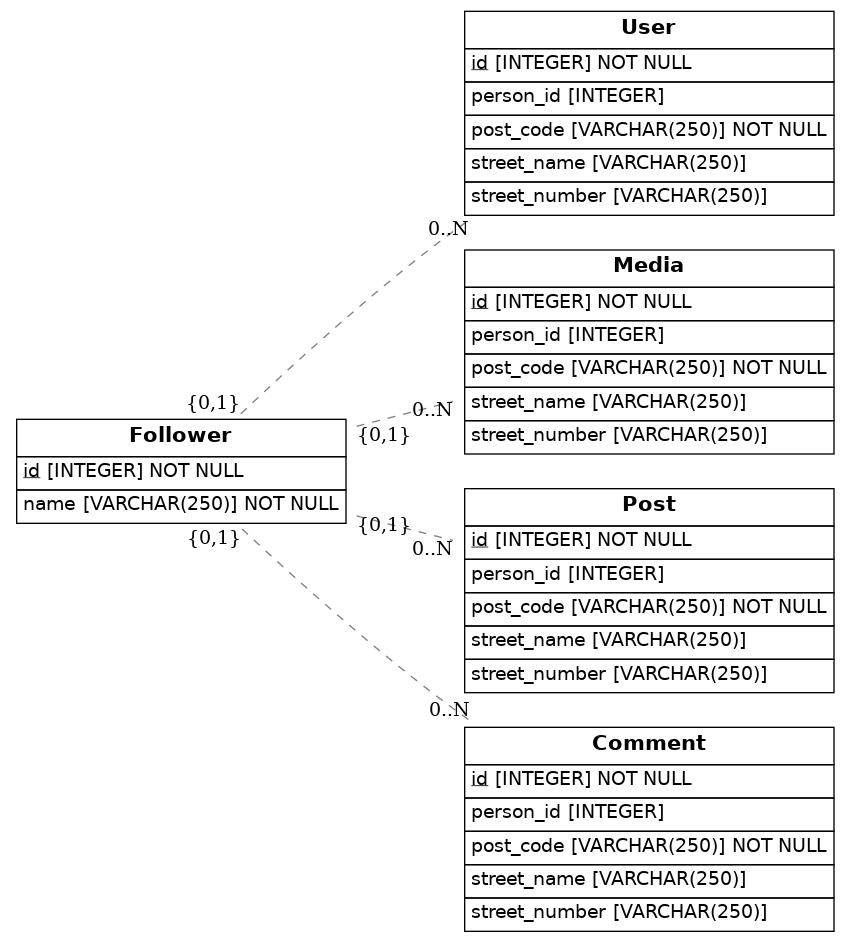 User
id [INTEGER] NOT NULL
person_id [INTEGER]
post_code [VARCHAR(250)] NOT NULL
street_name [VARCHAR(250)]
street_number [VARCHAR(250)]
0..N
{0,1}
Media
id [INTEGER] NOT NULL
person_id [INTEGER]
post_code [VARCHAR(250)] NOT NULL
street_name [VARCHAR(250)]
street_number [VARCHAR(250)]
0..N
{0,1}
Follower
id [INTEGER] NOT NULL
name [VARCHAR(250)] NOT NULL
{0,1}
0..N
Post
id [INTEGER] NOT NULL
person_id [INTEGER]
post_code [VARCHAR(250)] NOT NULL
street_name [VARCHAR(250)]
street_number [VARCHAR(250)]
{0,1}
0..N
Comment
id [INTEGER] NOT NULL
person_id [INTEGER]
post_code [VARCHAR(250)] NOT NULL
street_name [VARCHAR(250)]
street_number [VARCHAR(250)]